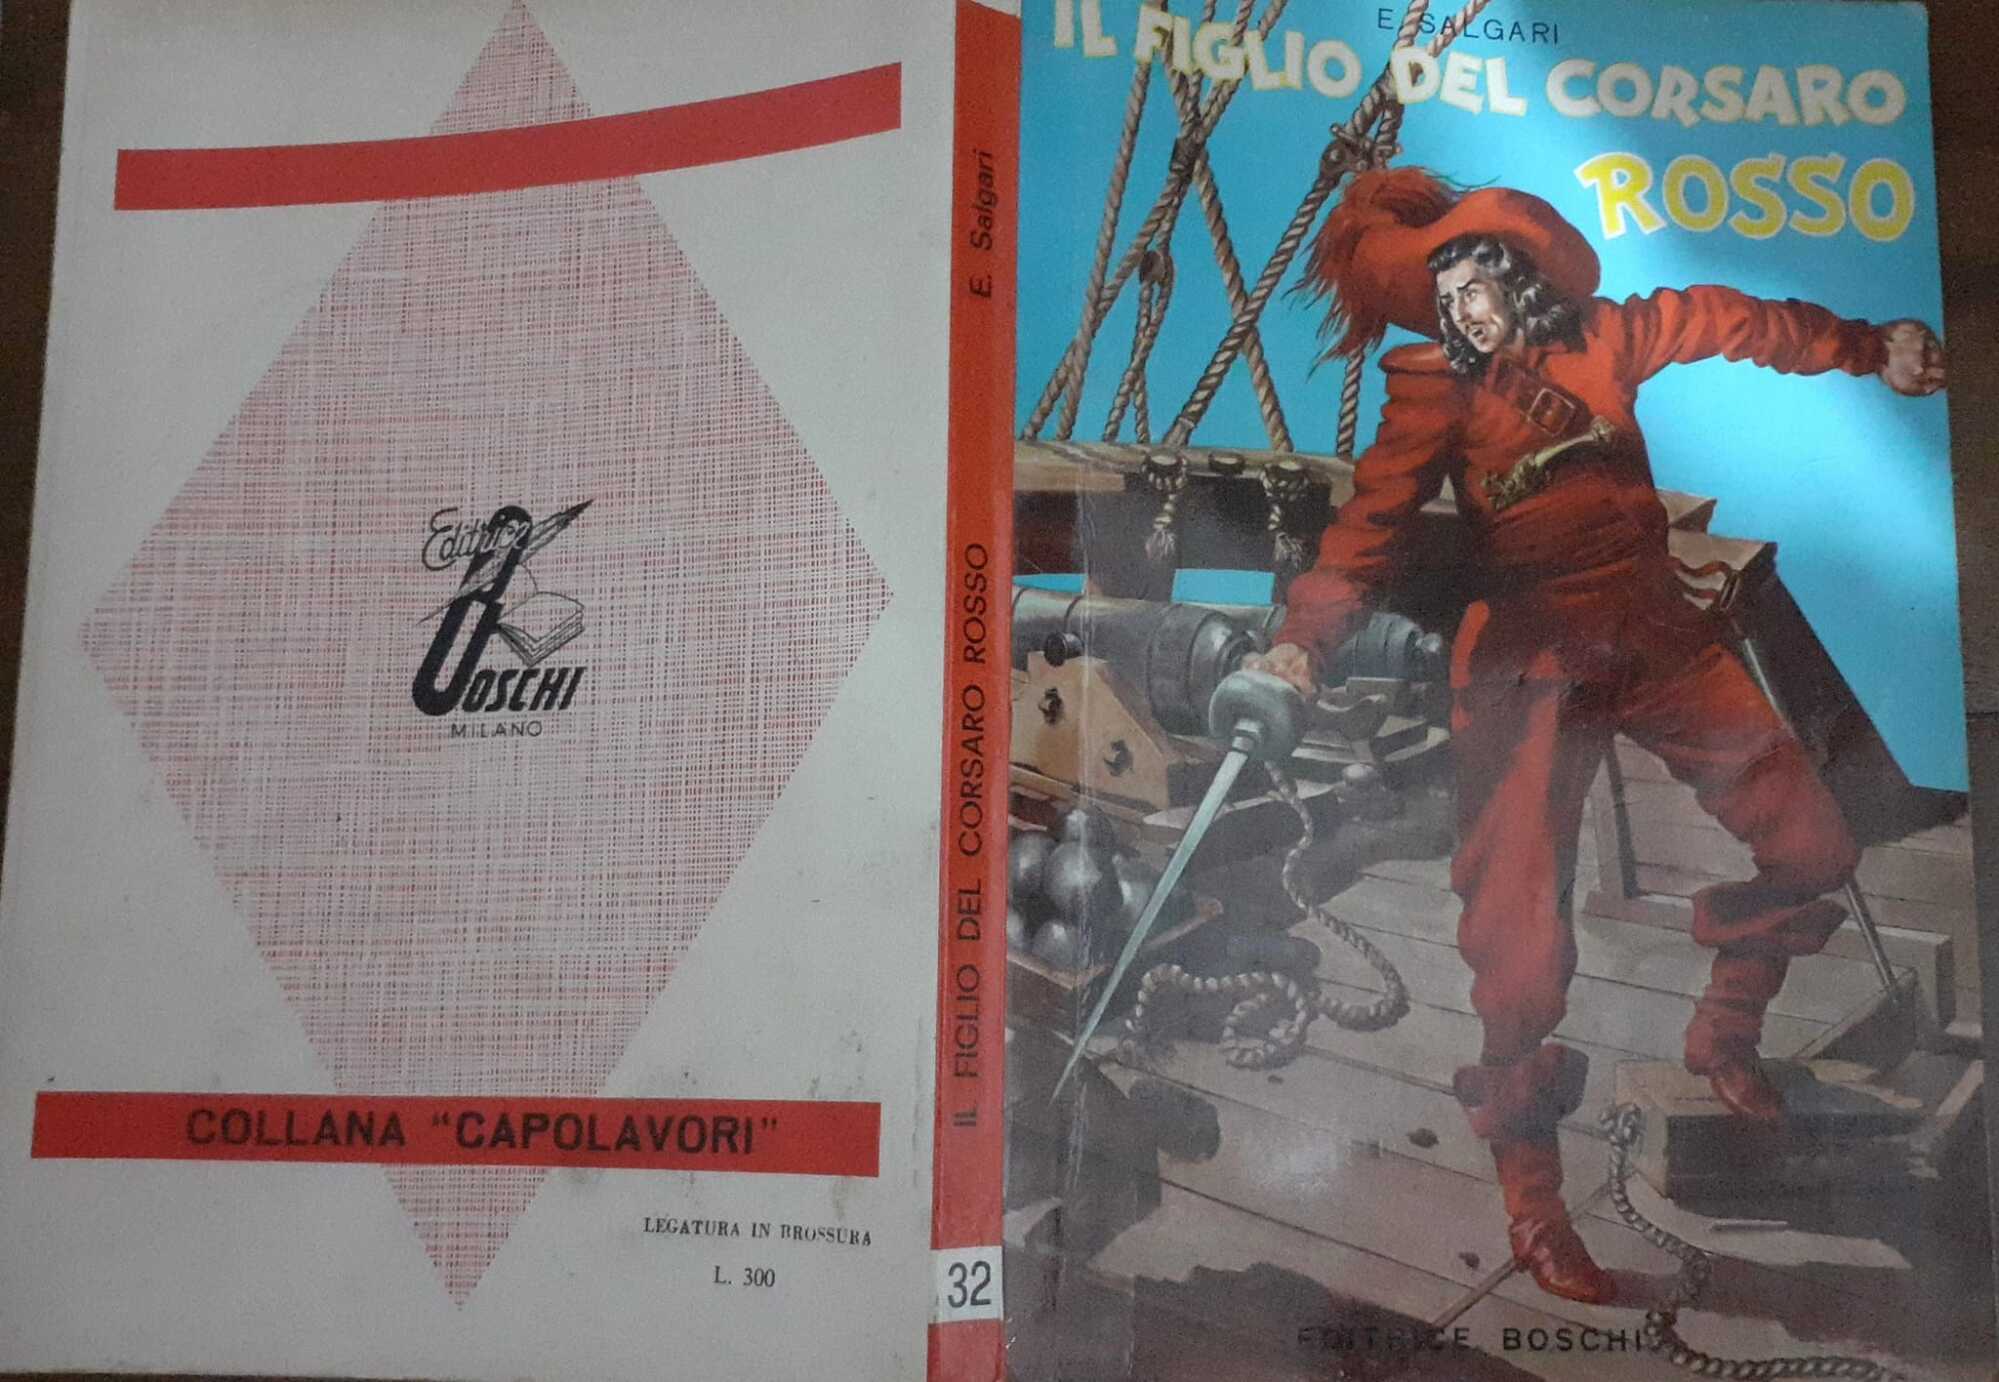 Editrice
BOSCHI
MILANO
COLLANA "CAPOLAVORI"
LEGATURA IN BROSSURA
L. 300
IL FIGLIO DEL CORSARO ROSSO E. Salgari
32
E. SALGARI
IL FIGLIO DEL CORSARO
ROSSO
EDITRICE BOSCHI